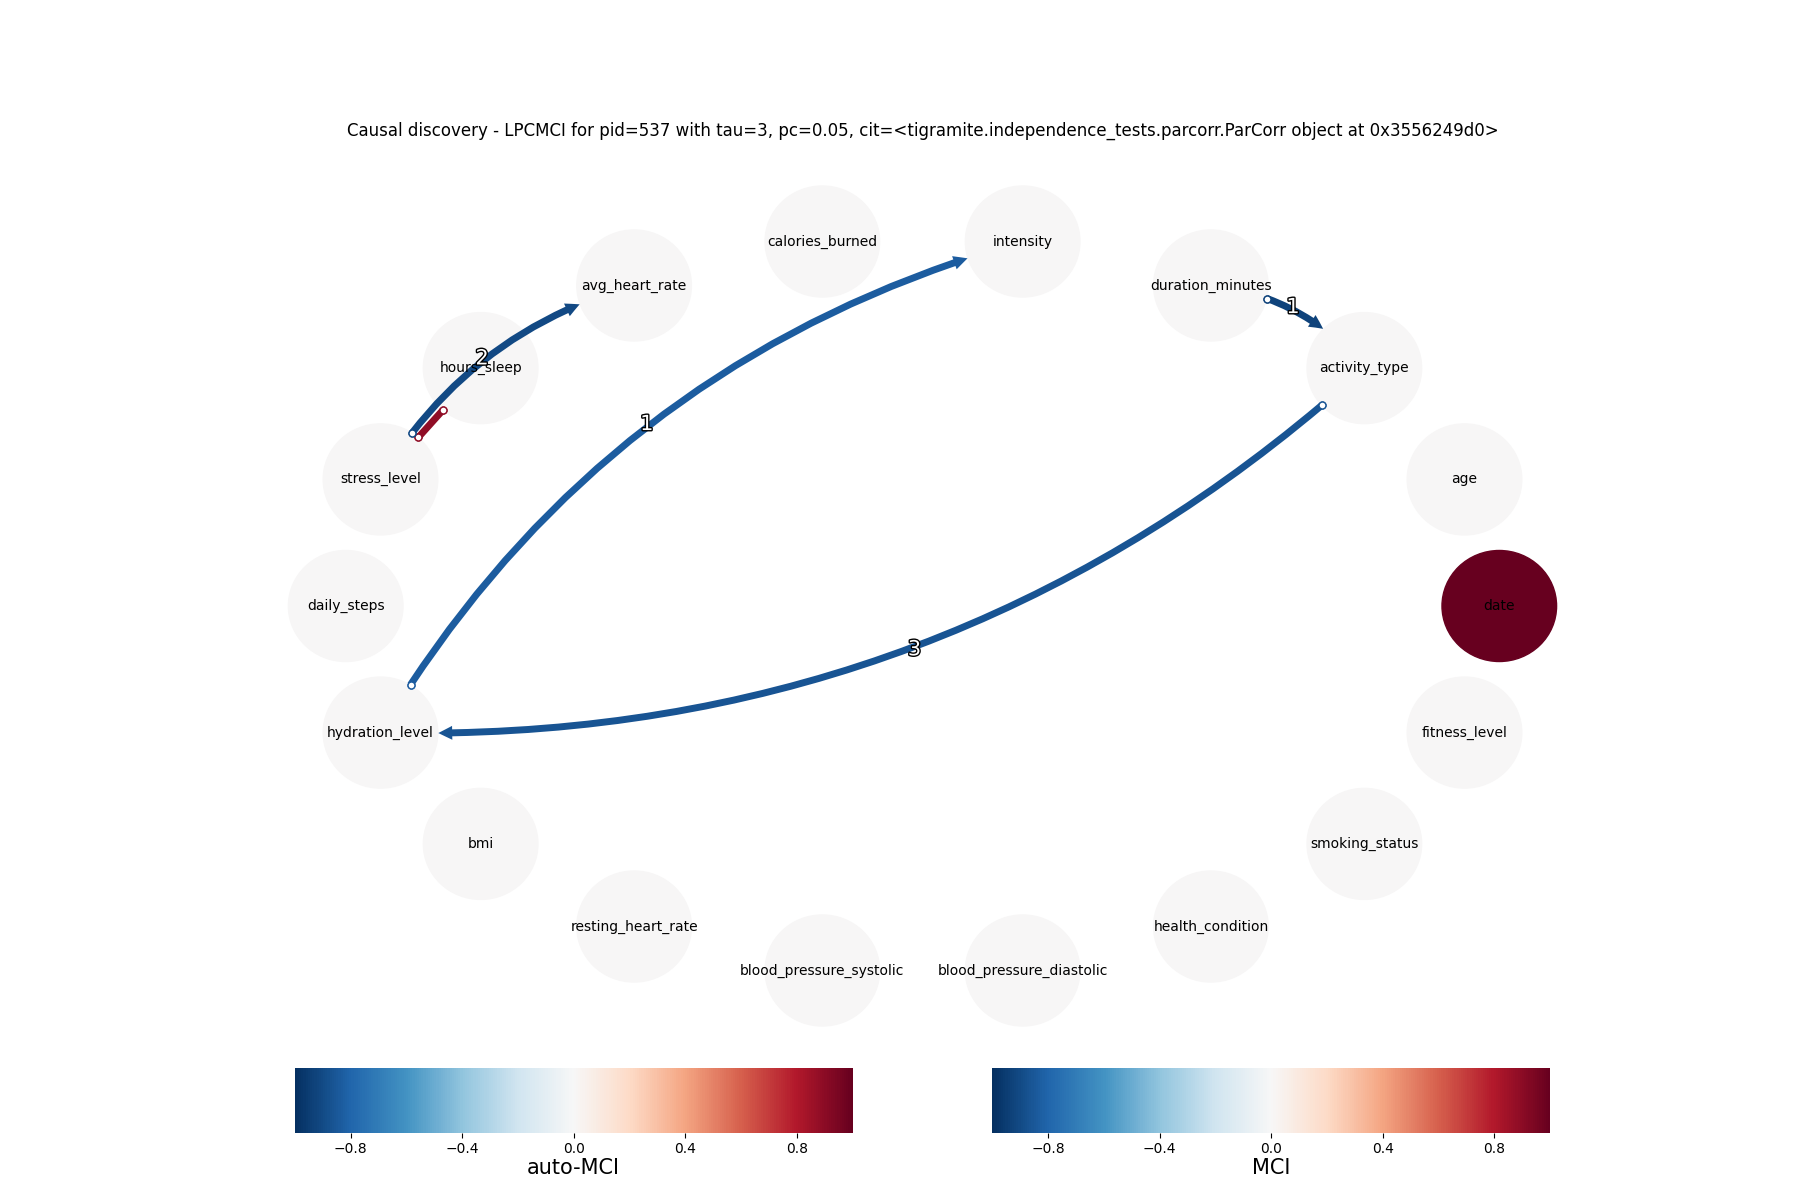 Causal discovery - LPCMCI for pid=537 with tau=3, pc=0.05, cit=<tigramite.independence_tests.parcorr.ParCorr object at 0x3556249d0>
calories_burned
intensity
avg_heart_rate
duration_minutes
1
2
hours_sleep
activity_type
1
stress_level
age
daily_steps
date
3
hydration_level
fitness_level
bmi
smoking_status
resting_heart_rate
health_condition
blood_pressure_systolic
blood_pressure_diastolic
−0.8 −0.4 0.0 0.4 0.8
auto-MCI
−0.8 −0.4 0.0 0.4 0.8
MCI